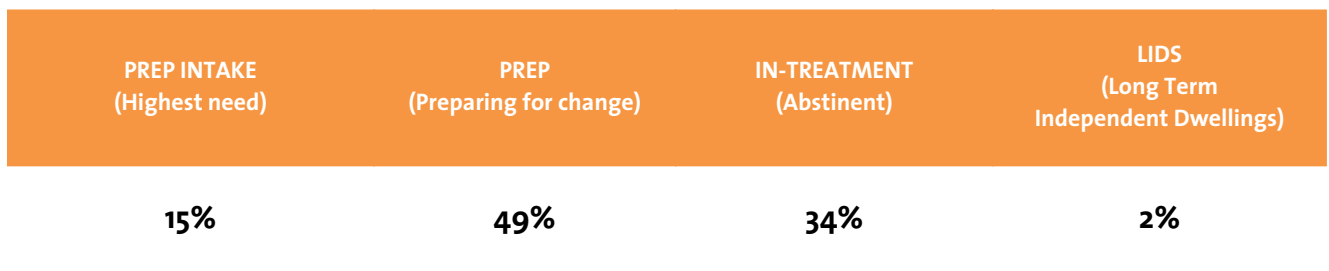 PREP INTAKE
(Highest need)
PREP
(Preparing for change)
IN-TREATMENT
(Abstinent)
LIDS
(Long Term
Independent Dwellings)
15%
49%
34%
2%